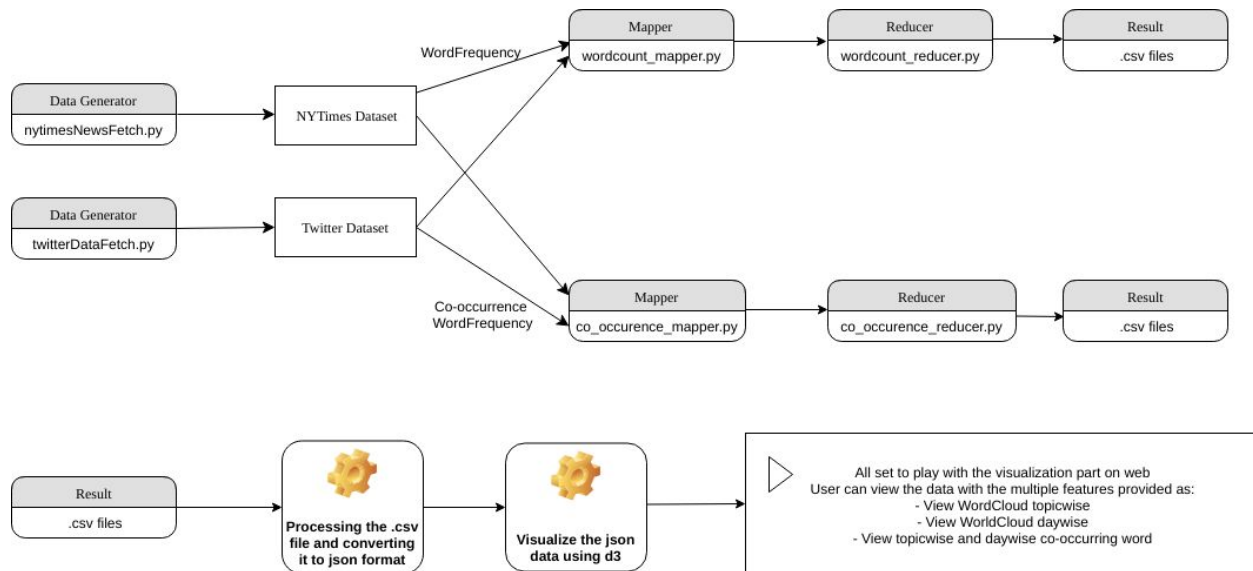 Mapper
wordcount_mapper.py
Reducer
wordcount_reducer.py
Result
.csv files
WordFrequency
Data Generator
nytimesNewsFetch.py
NYTimes Dataset
Data Generator
twitterDataFetch.py
Twitter Dataset
Co-occurrence
WordFrequency
Mapper
co_occurence_mapper.py
Reducer
co_occurence_reducer.py
Result
.csv files
Result
.csv files
Processing the .csv
file and converting
it to json format
Visualize the json
data using d3
All set to play with the visualization part on web
User can view the data with the multiple features provided as:
- View WordCloud topicwise
- View WorldCloud daywise
- View topicwise and daywise co-occurring word